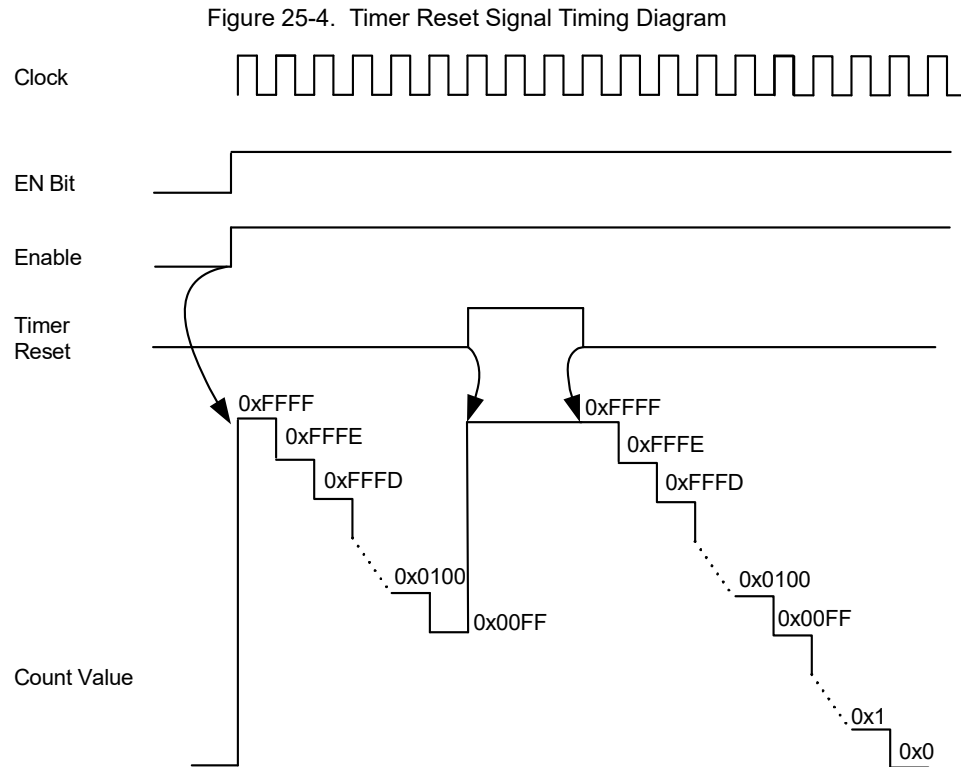 Figure 25-4. Timer Reset Signal Timing Diagram
Clock
EN Bit
Enable
Timer
Reset
0xFFFF
0xFFFE
0xFFFD
0x0100
0x00FF
0xFFFF
0xFFFE
0xFFFD
0x0100
0x00FF
Count Value
0x1
0x0